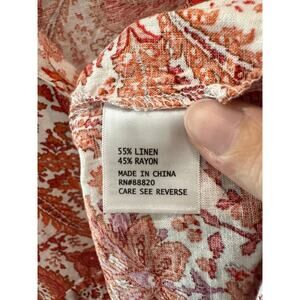 55% LINEN
45% RAYON
MADE IN CHINA
RN#88820
CARE SEE REVERSE